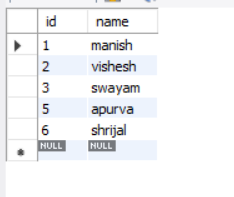 id name
1 manish
2 vishesh
3 swayam
5 apurva
6 shrijal
NULL NULL